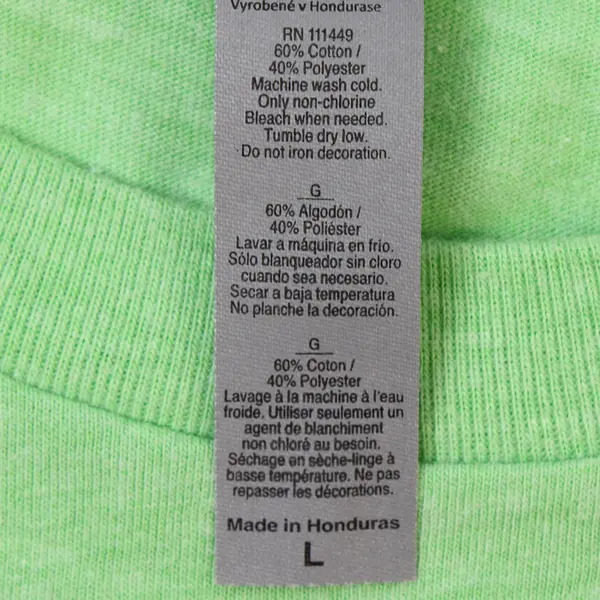 Vyrobené v Hondurase
RN 111449
60% Cotton /
40% Polyester
Machine wash cold.
Only non-chlorine
Bleach when needed.
Tumble dry low.
Do not iron decoration.
G
60% Algodón /
40% Poliéster
Lavar a máquina en frio.
Sólo blanqueador sin cloro
cuando sea necesario.
Secar a baja temperatura
No planche la decoración.
G
60% Coton /
40% Polyester
Lavage à la machine à l'eau
froide. Utiliser seulement un
agent de blanchiment
non chloré au besoin.
Séchage en sèche-linge à
basse température. Ne pas
repasser les décorations.
Made in Honduras
L